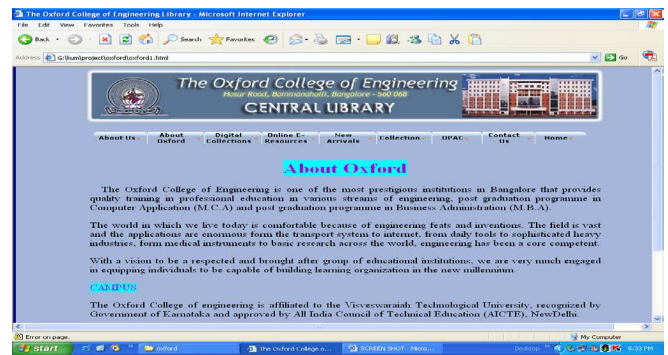 The Oxford College of Engineering Library - Microsoft Internet Explorer
File Edit View Favorites Tools Help
Back Search Favorites
Address G:\kum\project\oxford\oxford1.html Go
The Oxford College of Engineering
Hosur Road, Bommanahalli, Bangalore - 560 068
CENTRAL LIBRARY
About Us About Oxford Digital Collections Online E-Resources New Arrivals Collection OPAC Contact Us Home
About Oxford
The Oxford College of Engineering is one of the most prestigious institutions in Bangalore that provides
quality training in professional education in various streams of engineering, post graduation programme in
Computer Application (M.C.A) and post graduation programme in Business Administration (M.B.A).
The world in which we live today is comfortable because of engineering feats and inventions. The field is vast
and the applications are enormous form the transport system to internet, from daily tools to sophisticated heavy
industries, form medical instruments to basic research across the world, engineering has been a core competent.
With a vision to be a respected and brought after group of educational institutions, we are very much engaged
in equipping individuals to be capable of building learning organization in the new millennium.
CAMPUS
The Oxford College of engineering is affiliated to the Visveswaraiah Technological University, recognized by
Government of Karnataka and approved by All India Council of Technical Education (AICTE), NewDelhi.
Error on page. My Computer
start oxford The Oxford College o... SCREEN SHOT - Micro... Desktop 5:33 PM